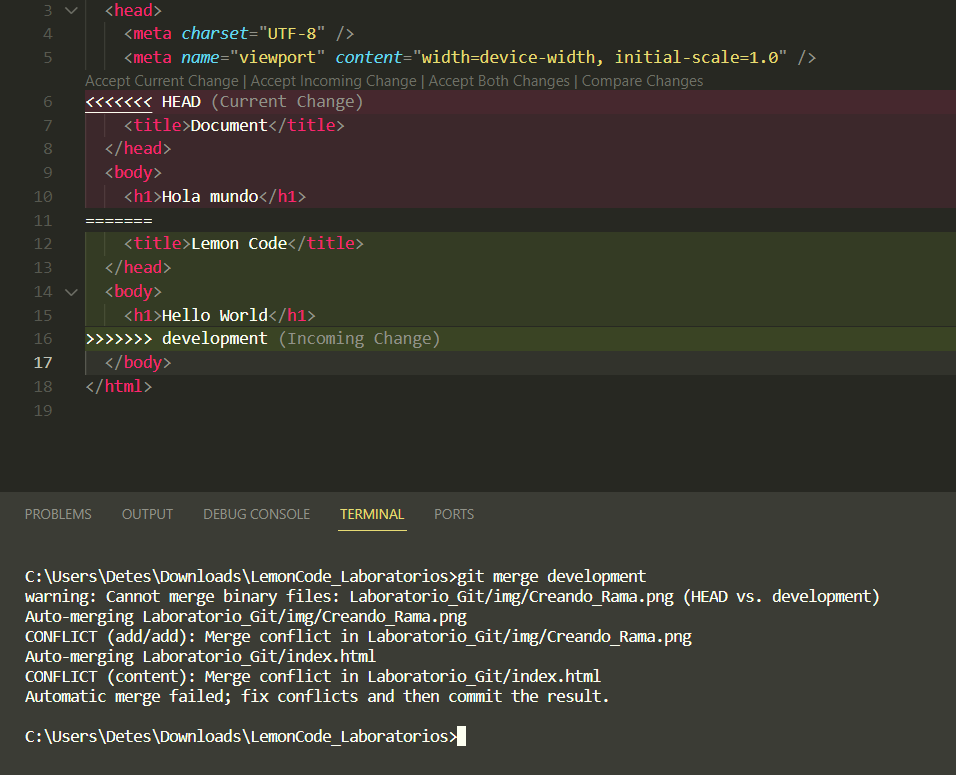 3 <head>
4 <meta charset="UTF-8" />
5 <meta name="viewport" content="width=device-width, initial-scale=1.0" />
Accept Current Change | Accept Incoming Change | Accept Both Changes | Compare Changes
6 <<<<<<< HEAD (Current Change)
7 <title>Document</title>
8 </head>
9 <body>
10 <h1>Hola mundo</h1>
11 =======
12 <title>Lemon Code</title>
13 </head>
14 <body>
15 <h1>Hello World</h1>
16 >>>>>>> development (Incoming Change)
17 </body>
18 </html>
19
PROBLEMS OUTPUT DEBUG CONSOLE TERMINAL PORTS
C:\Users\Detes\Downloads\LemonCode_Laboratorios>git merge development
warning: Cannot merge binary files: Laboratorio_Git/img/Creando_Rama.png (HEAD vs. development)
Auto-merging Laboratorio_Git/img/Creando_Rama.png
CONFLICT (add/add): Merge conflict in Laboratorio_Git/img/Creando_Rama.png
Auto-merging Laboratorio_Git/index.html
CONFLICT (content): Merge conflict in Laboratorio_Git/index.html
Automatic merge failed; fix conflicts and then commit the result.
C:\Users\Detes\Downloads\LemonCode_Laboratorios>